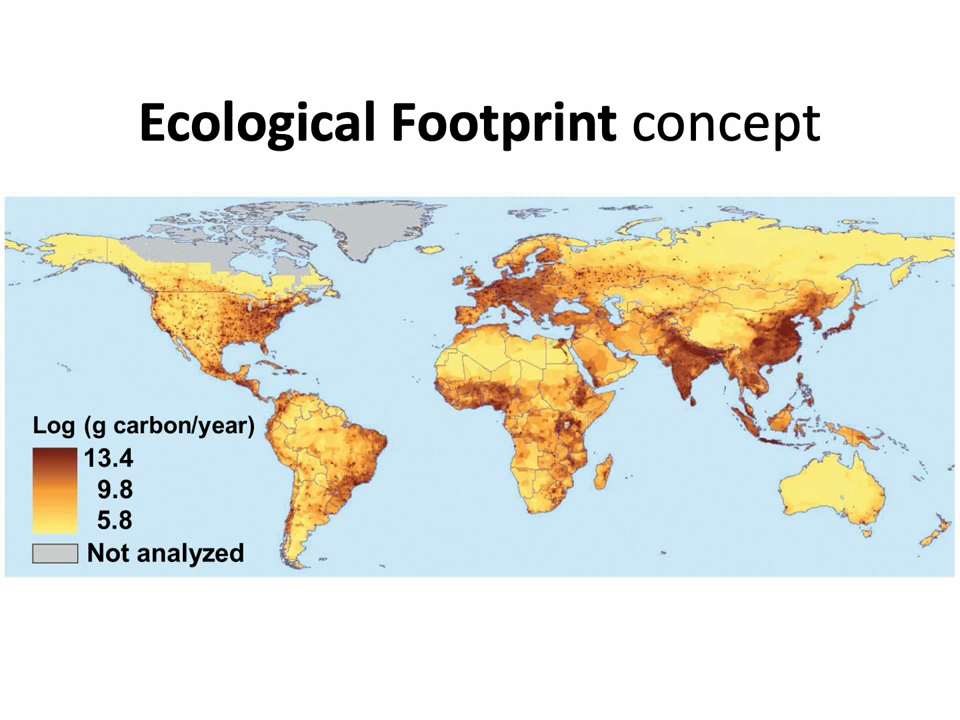 Ecological Footprint concept
Log (g carbon/year)
13.4
9.8
5.8
Not analyzed